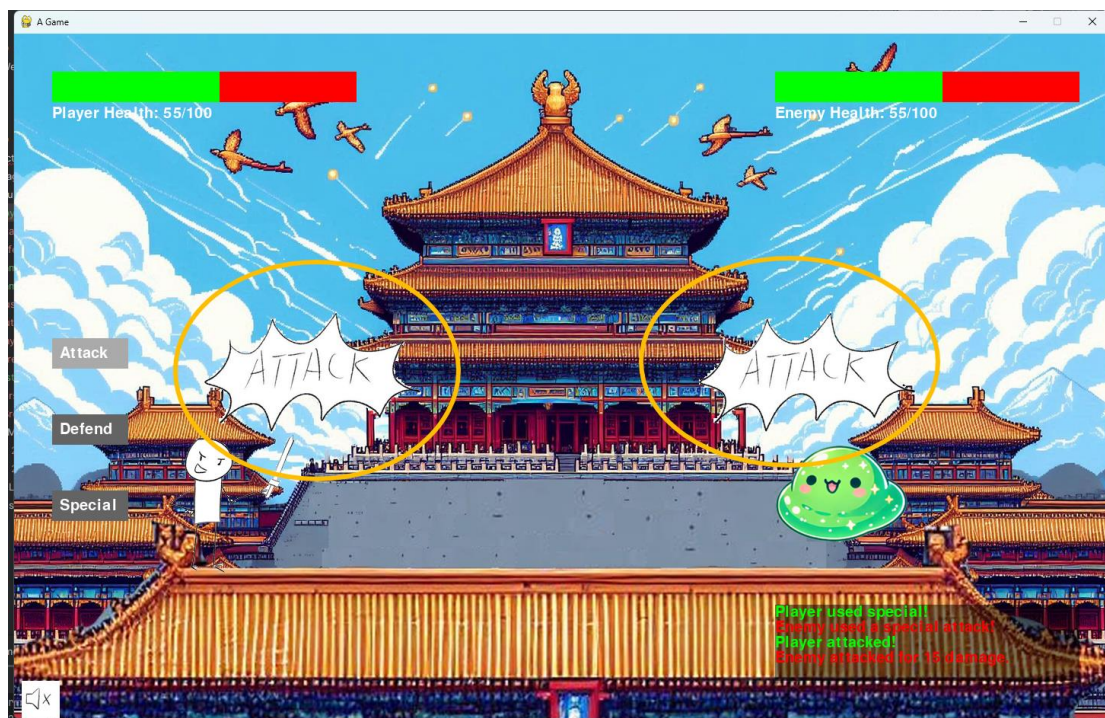 A Game
Player Health: 55/100
Enemy Health: 55/100
ATTACK
ATTACK
Attack
Defend
Special
Player used special!
Enemy used a special attack!
Player attacked!
Enemy attacked for 15 damage